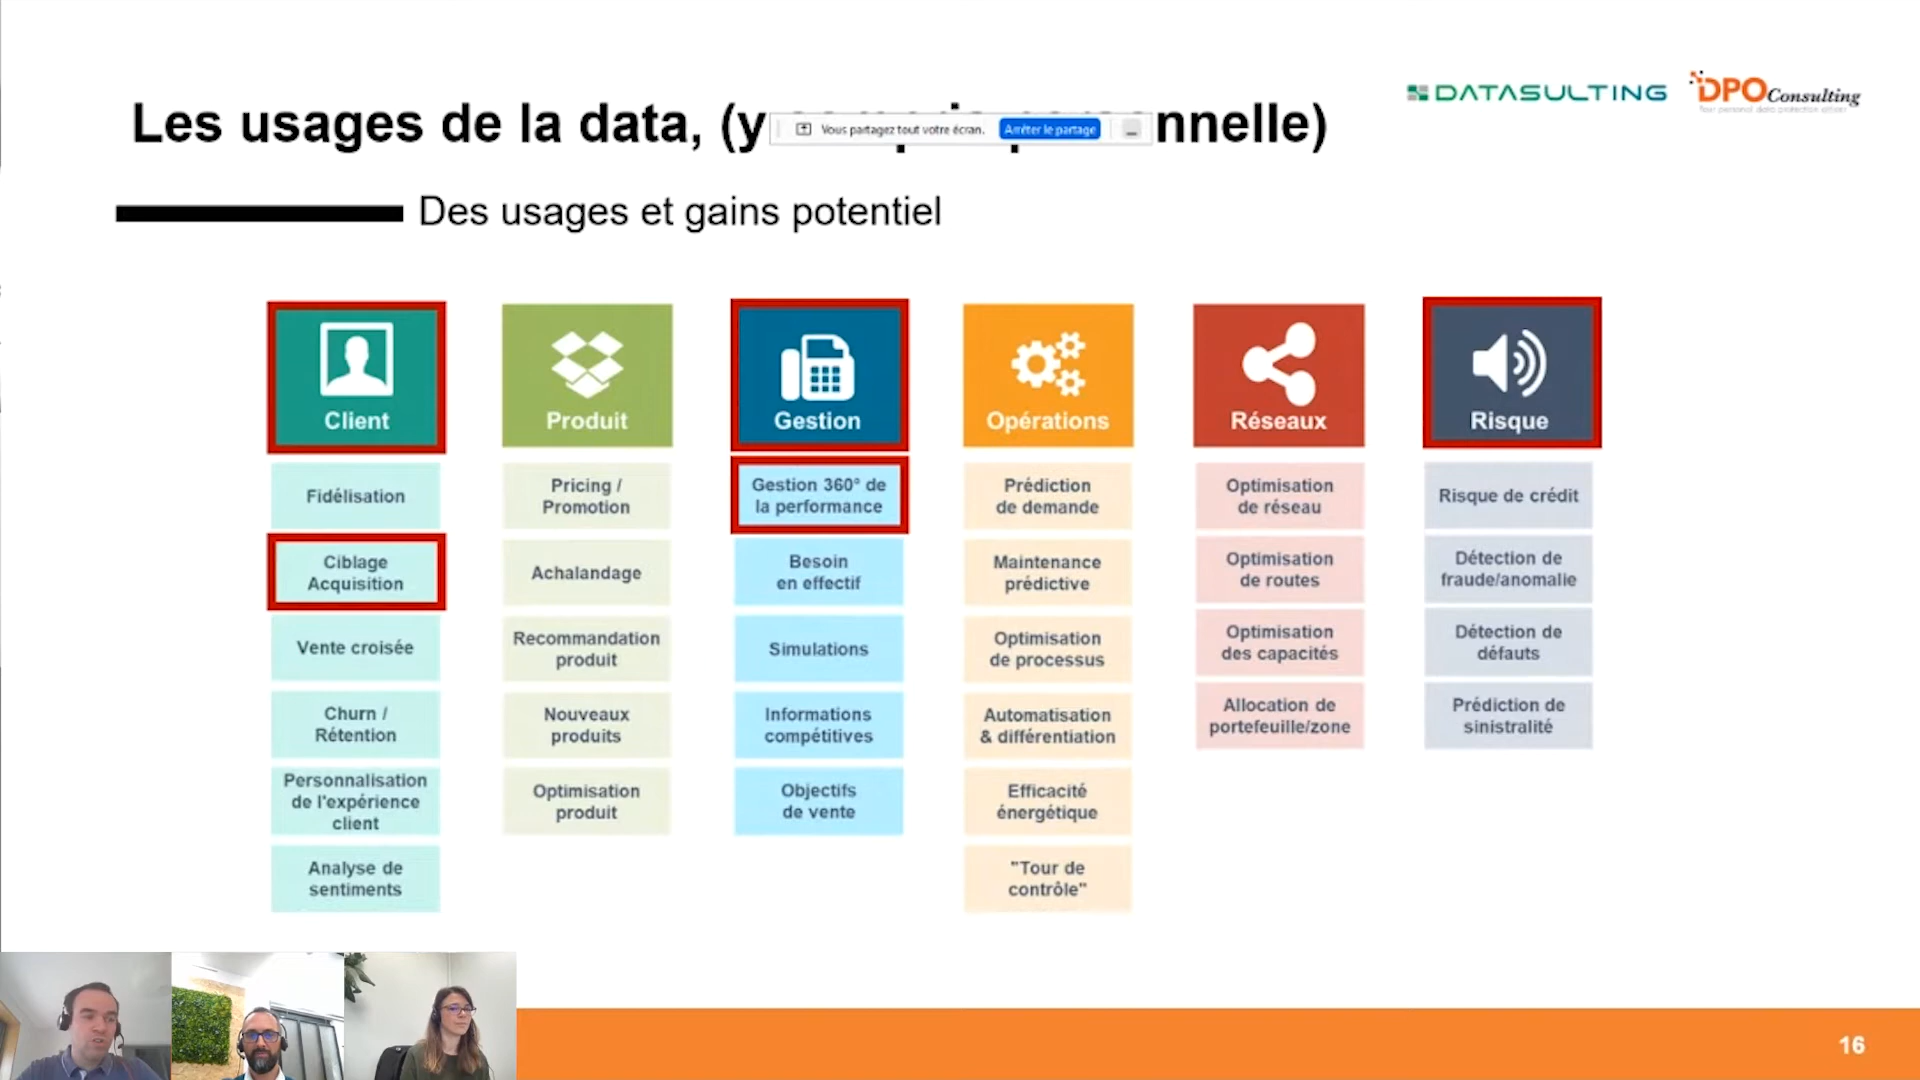 DATASULTING
DPO Consulting
Les usages de la data, (y nnelle)
Vous partagez tout votre écran. Arrêter le partage
Des usages et gains potentiel
Client
Fidélisation
Ciblage
Acquisition
Vente croisée
Churn /
Rétention
Personnalisation
de l'expérience
client
Analyse de
sentiments
Produit
Pricing /
Promotion
Achalandage
Recommandation
produit
Nouveaux
produits
Optimisation
produit
Gestion
Gestion 360° de
la performance
Besoin
en effectif
Simulations
Informations
compétitives
Objectifs
de vente
Opérations
Prédiction
de demande
Maintenance
prédictive
Optimisation
de processus
Automatisation
& différentiation
Efficacité
énergétique
"Tour de
contrôle"
Réseaux
Optimisation
de réseau
Optimisation
de routes
Optimisation
des capacités
Allocation de
portefeuille/zone
Risque
Risque de crédit
Détection de
fraude/anomalie
Détection de
défauts
Prédiction de
sinistralité
16